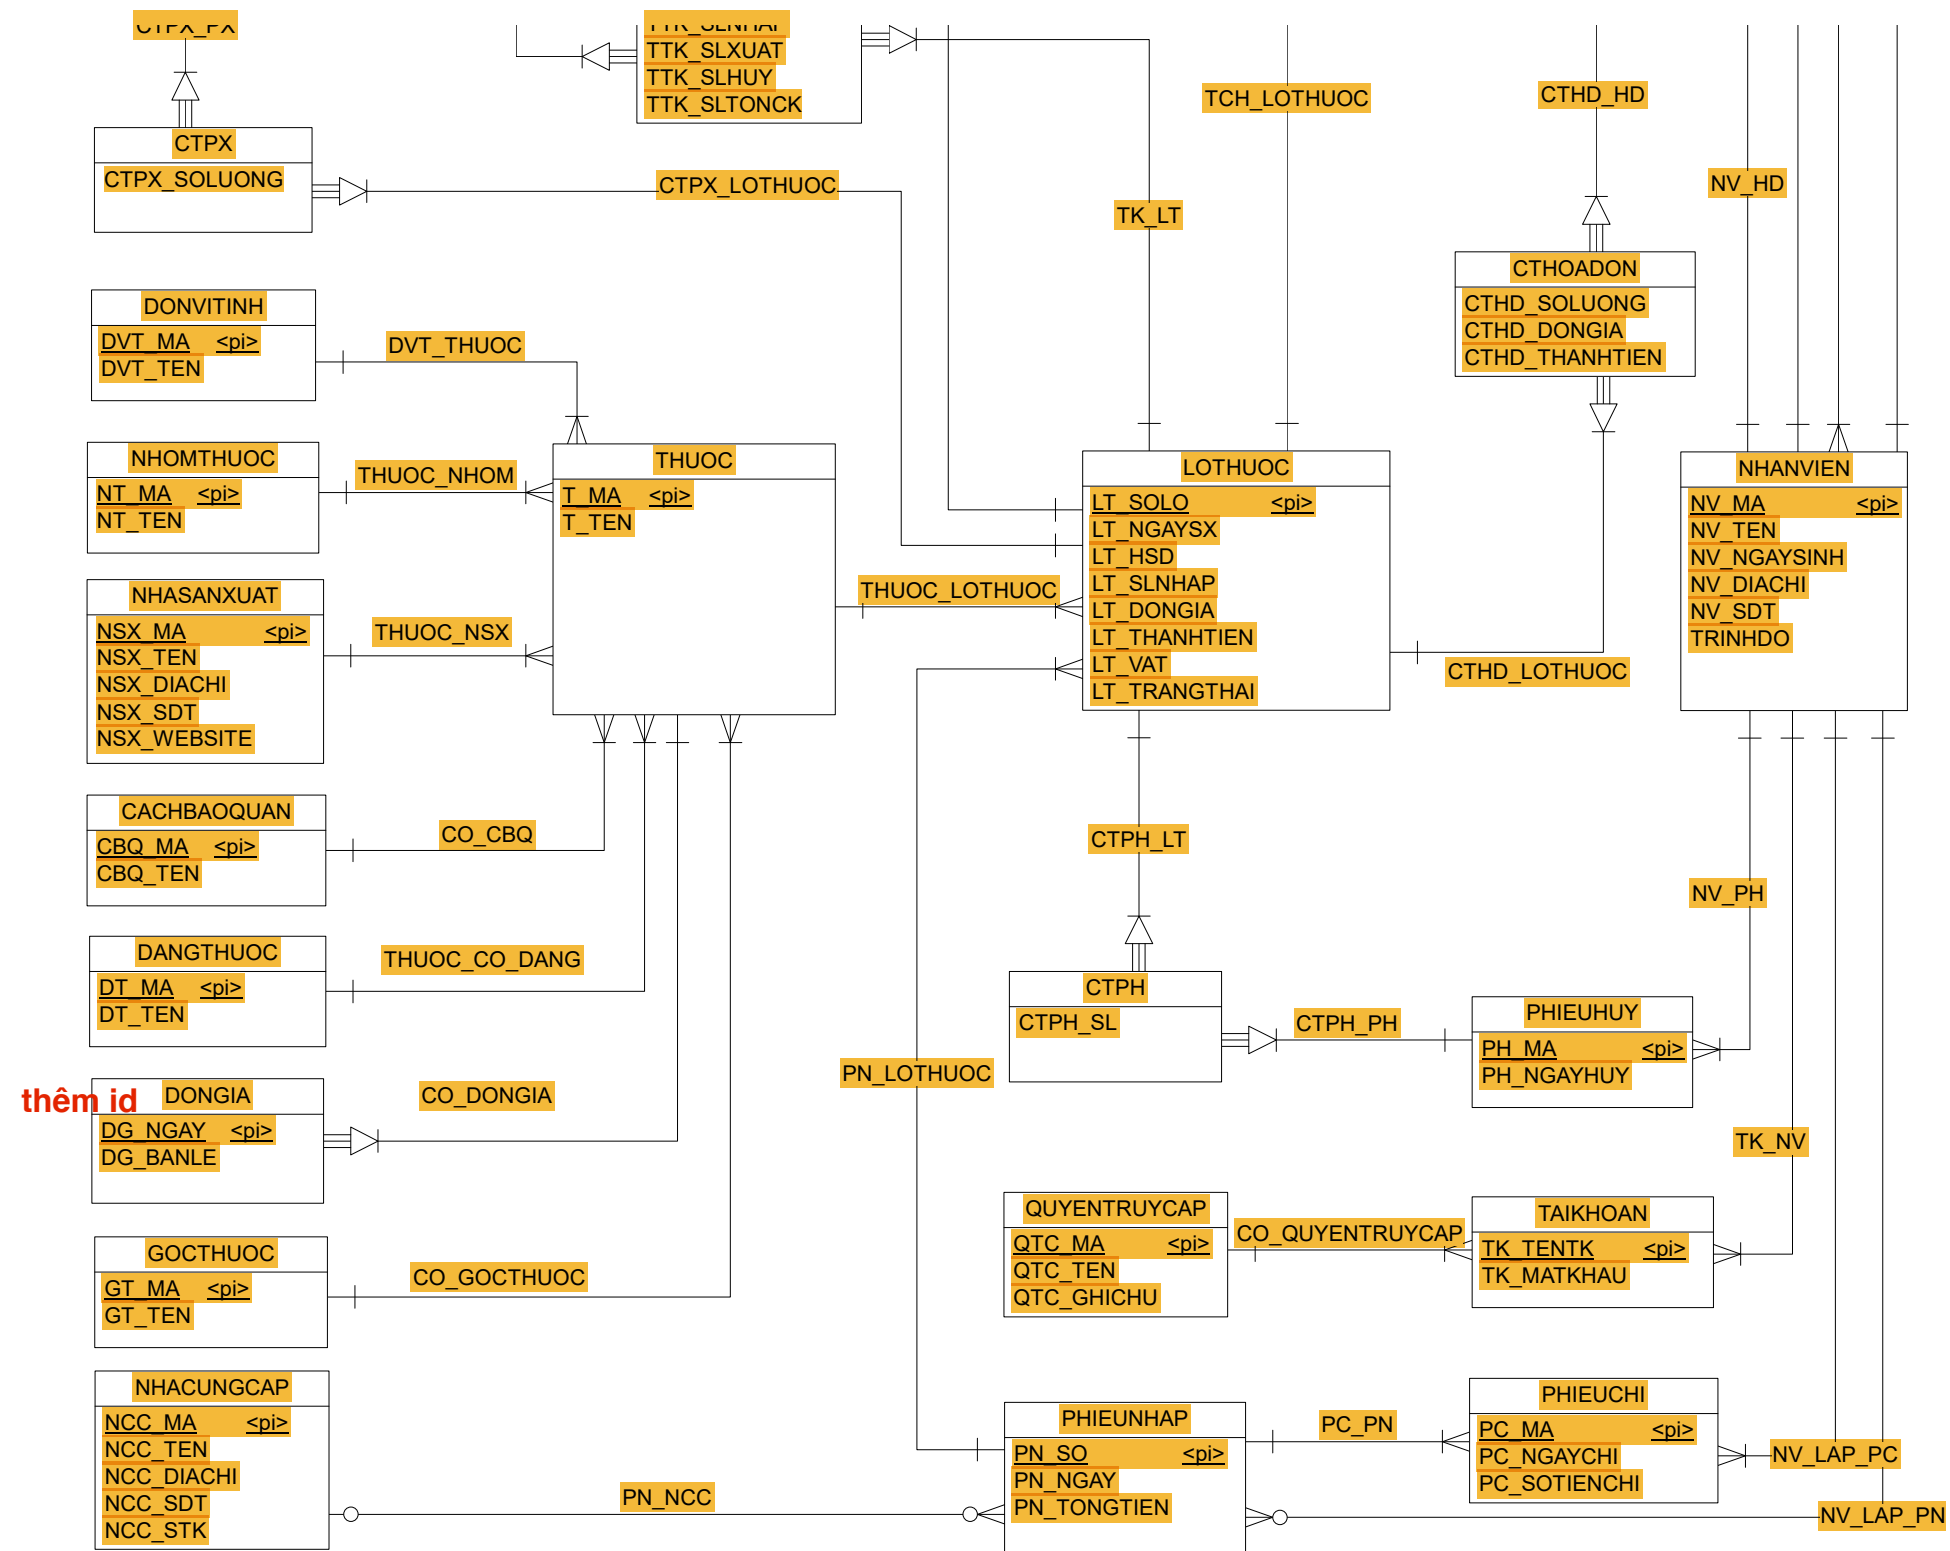 CTPX_PX
TTK_SLNHAP
TTK_SLXUAT
TTK_SLHUY
TTK_SLTONCK
TCH_LOTHUOC
CTHD_HD
CTPX
CTPX_SOLUONG
CTPX_LOTHUOC
TK_LT
NV_HD
CTHOADON
CTHD_SOLUONG
CTHD_DONGIA
CTHD_THANHTIEN
DONVITINH
DVT_MA <pi>
DVT_TEN
DVT_THUOC
NHOMTHUOC
NT_MA <pi>
NT_TEN
THUOC_NHOM
THUOC
T_MA <pi>
T_TEN
LOTHUOC
LT_SOLO <pi>
LT_NGAYSX
LT_HSD
LT_SLNHAP
LT_DONGIA
LT_THANHTIEN
LT_VAT
LT_TRANGTHAI
NHANVIEN
NV_MA <pi>
NV_TEN
NV_NGAYSINH
NV_DIACHI
NV_SDT
TRINHDO
NHASANXUAT
NSX_MA <pi>
NSX_TEN
NSX_DIACHI
NSX_SDT
NSX_WEBSITE
THUOC_NSX
THUOC_LOTHUOC
CTHD_LOTHUOC
CACHBAOQUAN
CBQ_MA <pi>
CBQ_TEN
CO_CBQ
CTPH_LT
NV_PH
DANGTHUOC
DT_MA <pi>
DT_TEN
THUOC_CO_DANG
CTPH
CTPH_SL
CTPH_PH
PHIEUHUY
PH_MA <pi>
PH_NGAYHUY
PN_LOTHUOC
thêm id
DONGIA
DG_NGAY <pi>
DG_BANLE
CO_DONGIA
TK_NV
QUYENTRUYCAP
QTC_MA <pi>
QTC_TEN
QTC_GHICHU
CO_QUYENTRUYCAP
TAIKHOAN
TK_TENTK <pi>
TK_MATKHAU
GOCTHUOC
GT_MA <pi>
GT_TEN
CO_GOCTHUOC
NHACUNGCAP
NCC_MA <pi>
NCC_TEN
NCC_DIACHI
NCC_SDT
NCC_STK
PN_NCC
PHIEUNHAP
PN_SO <pi>
PN_NGAY
PN_TONGTIEN
PC_PN
PHIEUCHI
PC_MA <pi>
PC_NGAYCHI
PC_SOTIENCHI
NV_LAP_PC
NV_LAP_PN